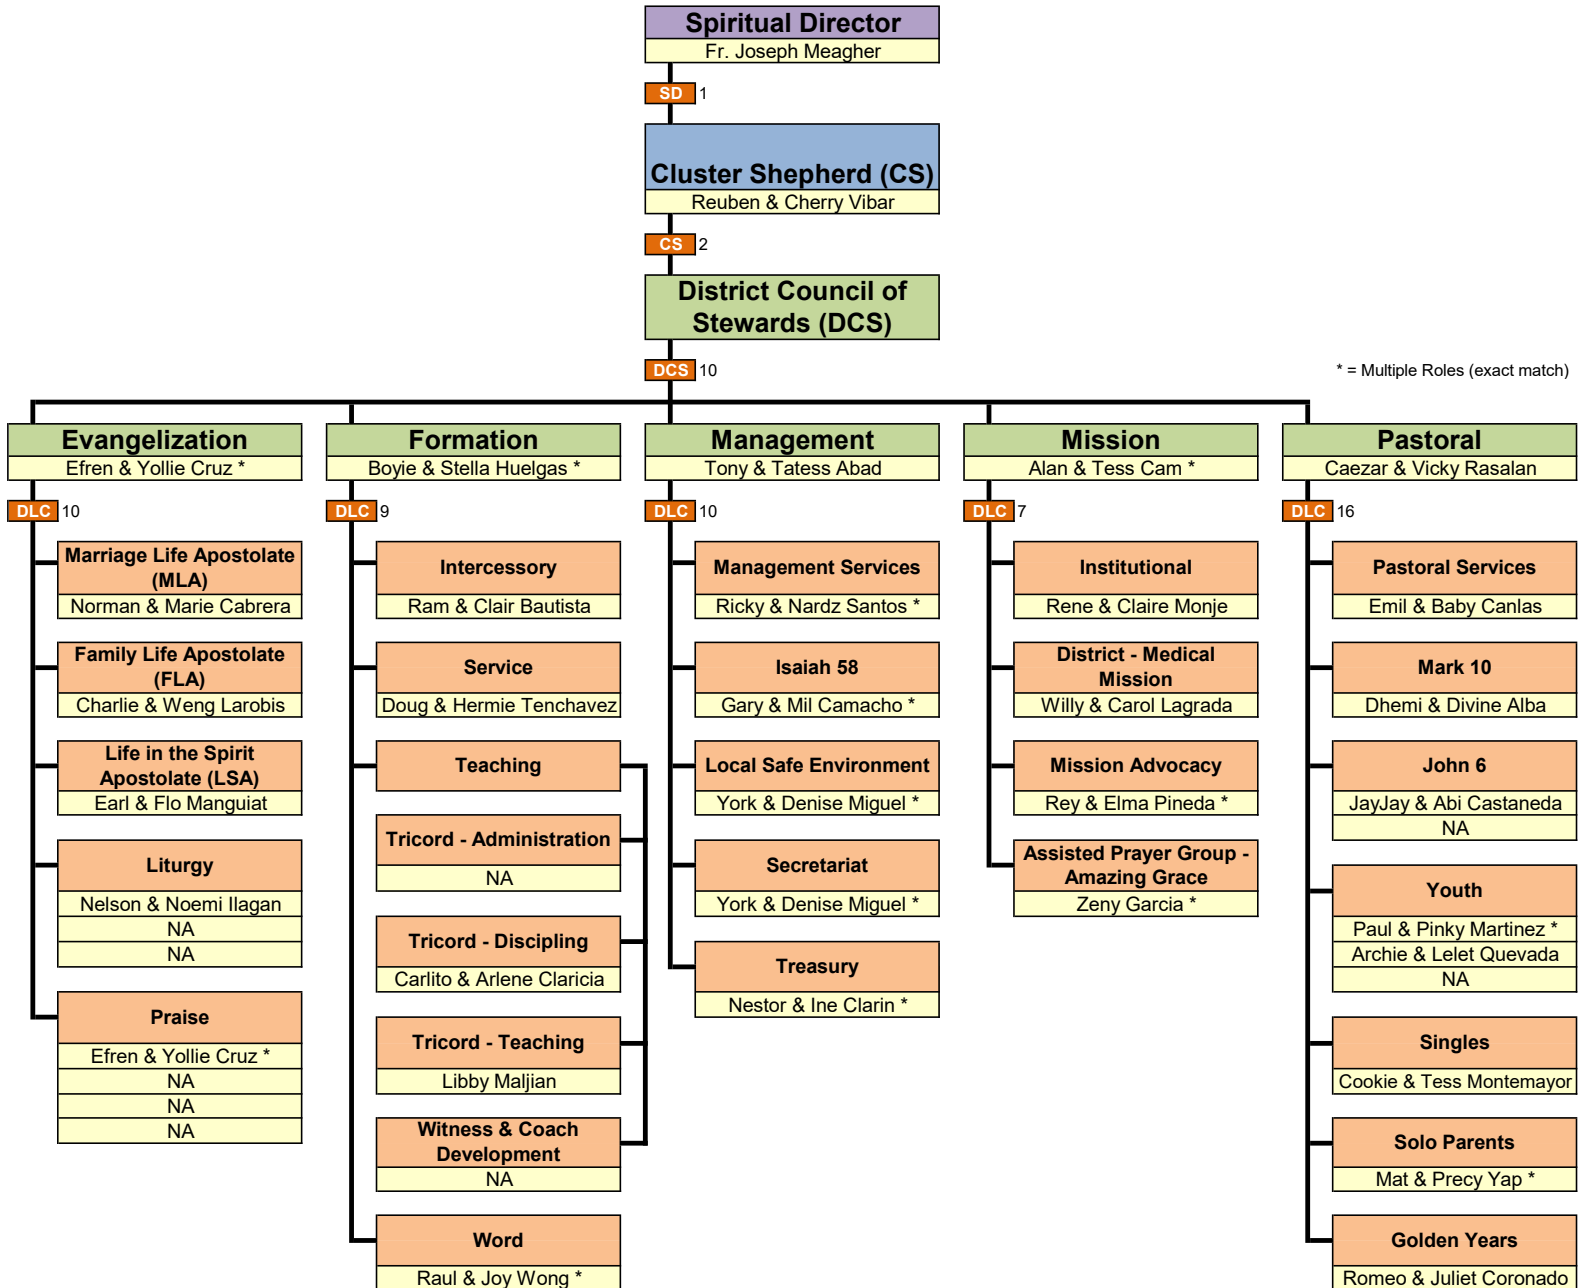 Spiritual Director
Fr. Joseph Meagher
SD 1
Cluster Shepherd (CS)
Reuben & Cherry Vibar
CS 2
District Council of
Stewards (DCS)
DCS 10
* = Multiple Roles (exact match)
Evangelization
Efren & Yollie Cruz *
DLC 10
Marriage Life Apostolate
(MLA)
Norman & Marie Cabrera
Family Life Apostolate
(FLA)
Charlie & Weng Larobis
Life in the Spirit
Apostolate (LSA)
Earl & Flo Manguiat
Liturgy
Nelson & Noemi Ilagan
NA
NA
Praise
Efren & Yollie Cruz *
NA
NA
NA
Formation
Boyie & Stella Huelgas *
DLC 9
Intercessory
Ram & Clair Bautista
Service
Doug & Hermie Tenchavez
Teaching
Tricord - Administration
NA
Tricord - Discipling
Carlito & Arlene Claricia
Tricord - Teaching
Libby Maljian
Witness & Coach
Development
NA
Word
Raul & Joy Wong *
Management
Tony & Tatess Abad
DLC 10
Management Services
Ricky & Nardz Santos *
Isaiah 58
Gary & Mil Camacho *
Local Safe Environment
York & Denise Miguel *
Secretariat
York & Denise Miguel *
Treasury
Nestor & Ine Clarin *
Mission
Alan & Tess Cam *
DLC 7
Institutional
Rene & Claire Monje
District - Medical
Mission
Willy & Carol Lagrada
Mission Advocacy
Rey & Elma Pineda *
Assisted Prayer Group -
Amazing Grace
Zeny Garcia *
Pastoral
Caezar & Vicky Rasalan
DLC 16
Pastoral Services
Emil & Baby Canlas
Mark 10
Dhemi & Divine Alba
John 6
JayJay & Abi Castaneda
NA
Youth
Paul & Pinky Martinez *
Archie & Lelet Quevada
NA
Singles
Cookie & Tess Montemayor
Solo Parents
Mat & Precy Yap *
Golden Years
Romeo & Juliet Coronado